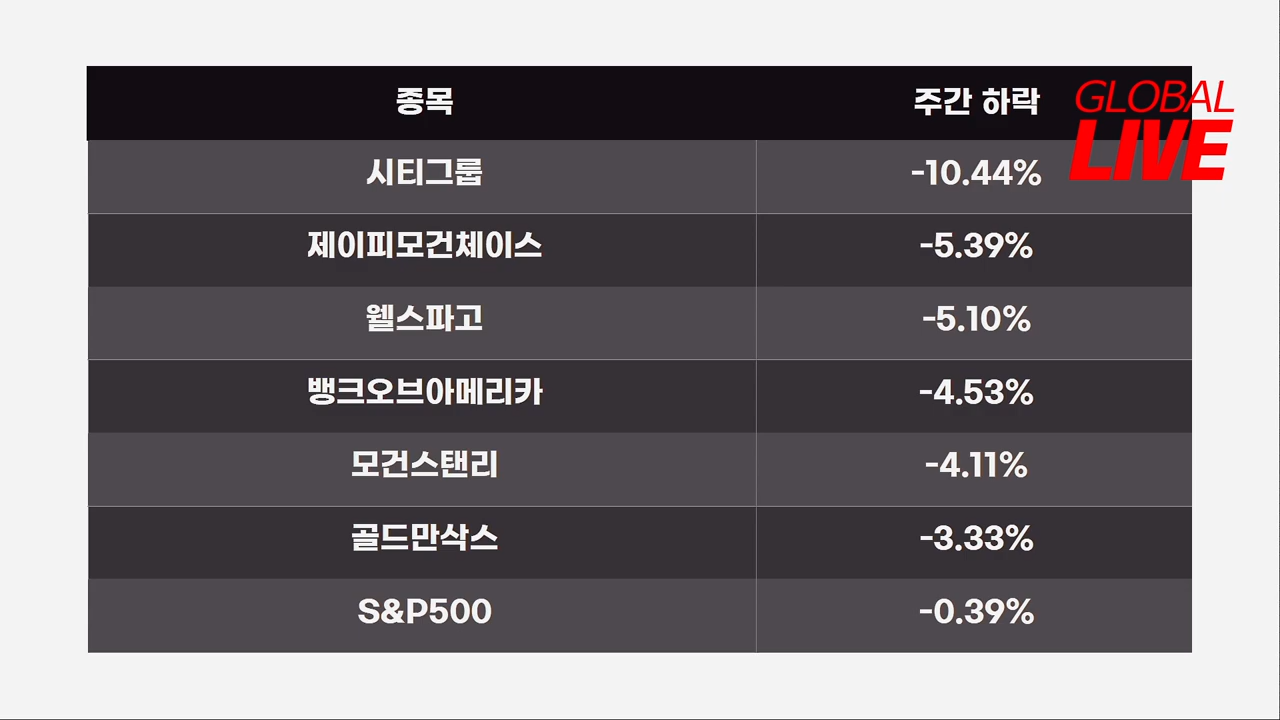 종목 주간 하락
GLOBAL
LIVE
시티그룹 -10.44%
제이피모건체이스 -5.39%
웰스파고 -5.10%
뱅크오브아메리카 -4.53%
모건스탠리 -4.11%
골드만삭스 -3.33%
S&P500 -0.39%